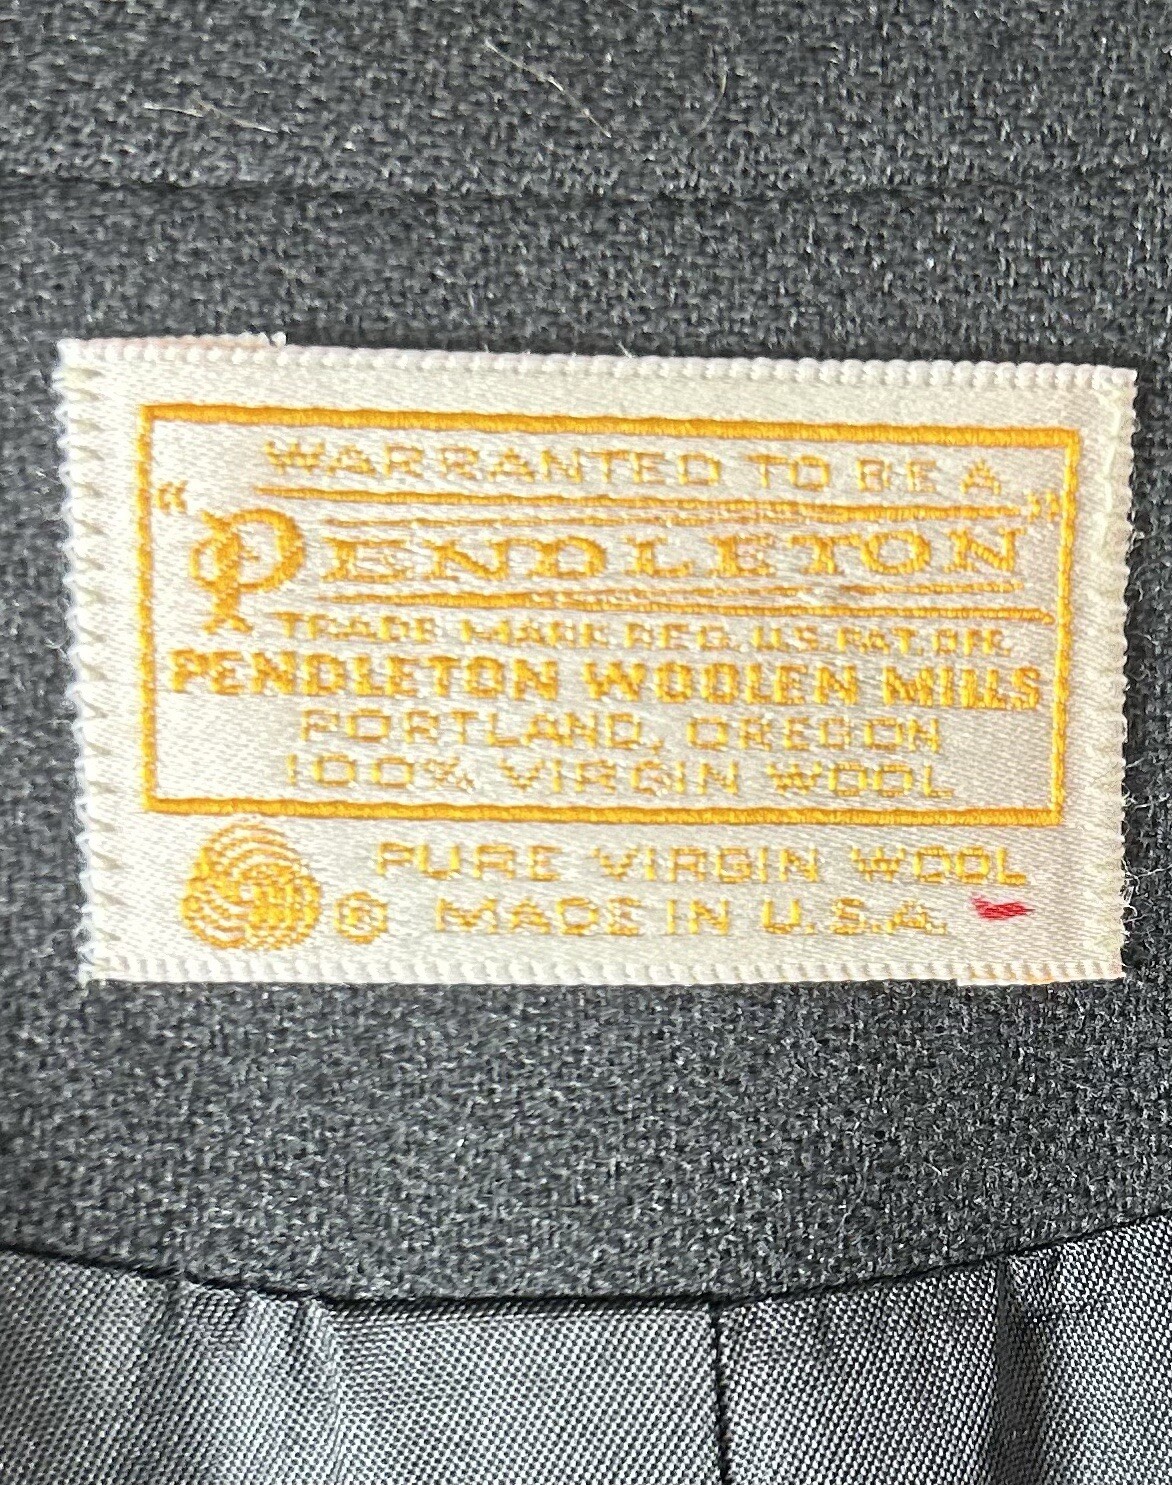 WARRANTED TO BE A
"PENDLETON"
TRADE MARK REG. U.S. PAT. OFF.
PENDLETON WOOLEN MILLS
PORTLAND, OREGON
100% VIRGIN WOOL
PURE VIRGIN WOOL
® MADE IN U.S.A.